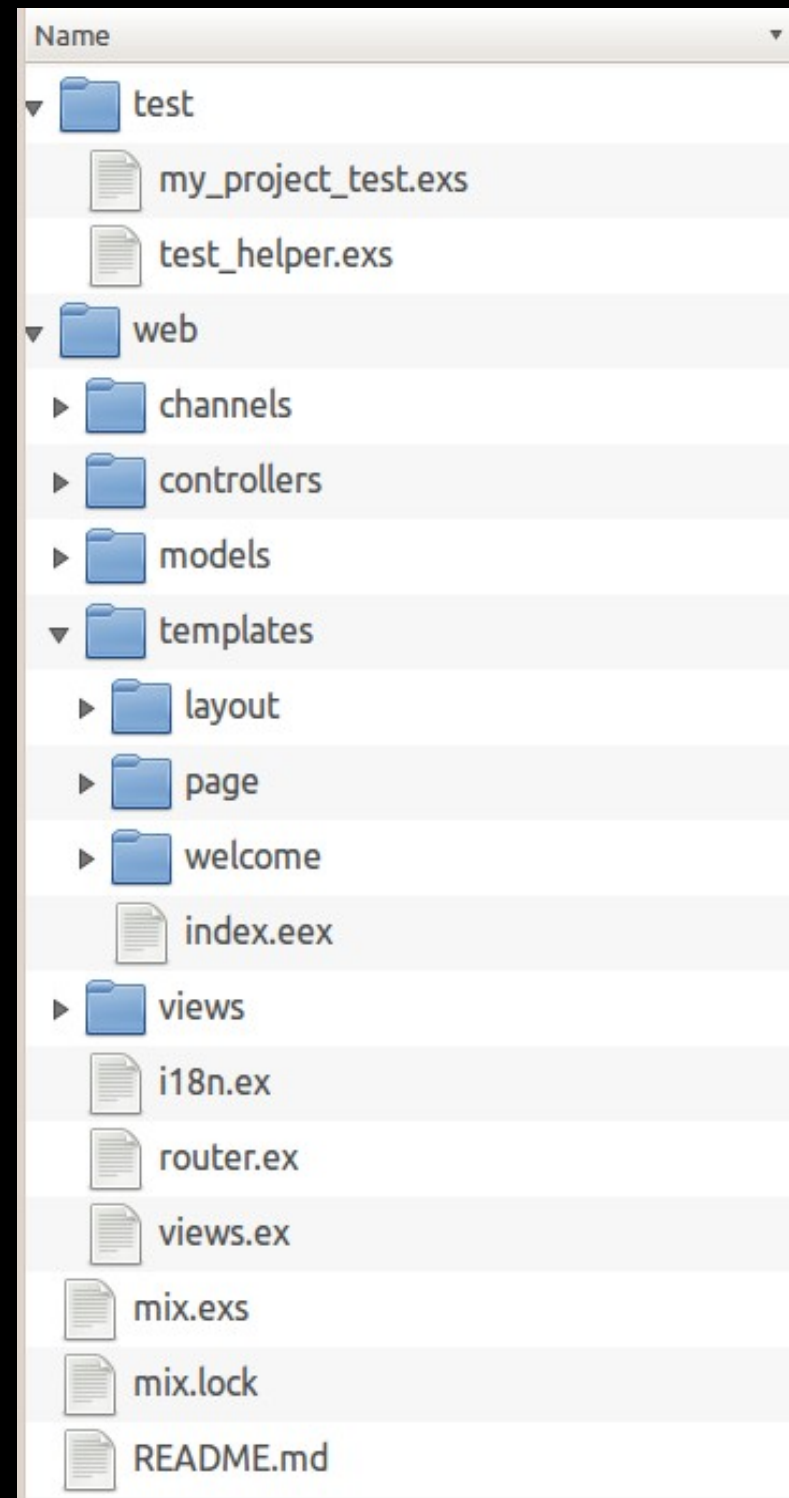 Name
test
my_project_test.exs
test_helper.exs
web
channels
controllers
models
templates
layout
page
welcome
index.eex
views
i18n.ex
router.ex
views.ex
mix.exs
mix.lock
README.md